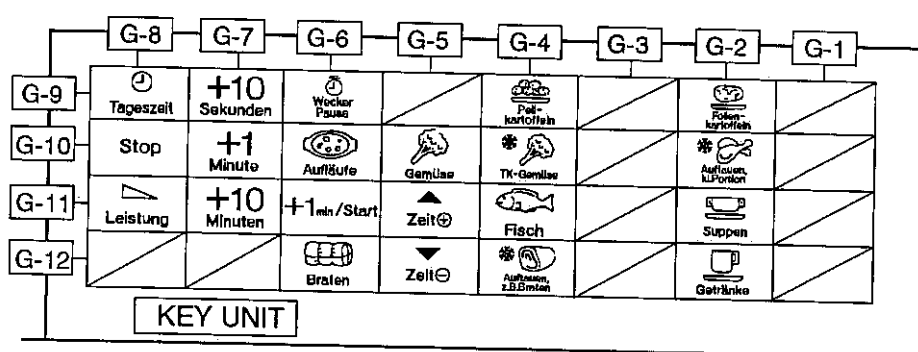 G-8 G-7 G-6 G-5 G-4 G-3 G-2 G-1
G-9
Tageszeit
+10
Sekunden
Wecker
Pause
Pell-
kartoffeln
Folien-
kartoffeln
G-10
Stop
+1
Minute
Aufläufe
Gemüse
TK-Gemüse
Auftauen,
kl.Portion
G-11
Leistung
+10
Minuten
+1min/Start
Zeit⊕
Fisch
Suppen
G-12
Braten
Zeit⊖
Auftauen,
z.B.Braten
Getränke
KEY UNIT